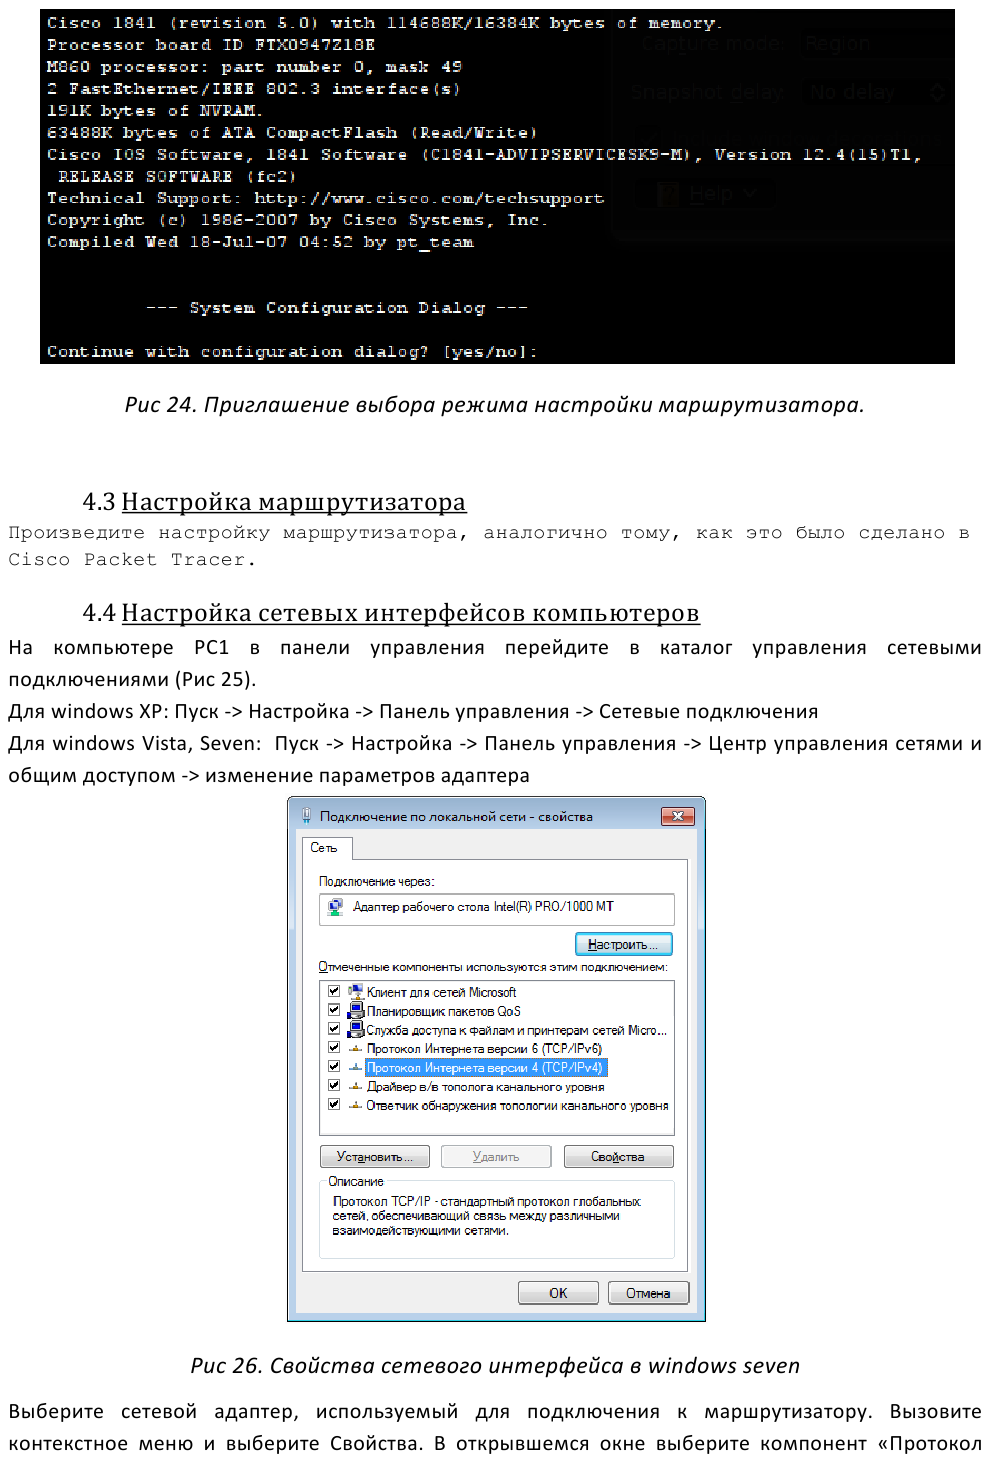 Cisco 1841 (revision 5.0) with 114688K/16384K bytes of memory.
Processor board ID FTX0947Z18E
M860 processor: part number 0, mask 49
2 FastEthernet/IEEE 802.3 interface(s)
191K bytes of NVRAM.
63488K bytes of ATA CompactFlash (Read/Write)
Cisco IOS Software, 1841 Software (C1841-ADVIPSERVICESK9-M), Version 12.4(15)T1,
RELEASE SOFTWARE (fc2)
Technical Support: http://www.cisco.com/techsupport
Copyright (c) 1986-2007 by Cisco Systems, Inc.
Compiled Wed 18-Jul-07 04:52 by pt_team
Capture mode: Region
Snapshot delay: No delay
Help
--- System Configuration Dialog ---
Continue with configuration dialog? [yes/no]:
Рис 24. Приглашение выбора режима настройки маршрутизатора.
4.3 Настройка маршрутизатора
Произведите настройку маршрутизатора, аналогично тому, как это было сделано в
Cisco Packet Tracer.
4.4 Настройка сетевых интерфейсов компьютеров
На компьютере PC1 в панели управления перейдите в каталог управления сетевыми
подключениями (Рис 25).
Для windows XP: Пуск -> Настройка -> Панель управления -> Сетевые подключения
Для windows Vista, Seven: Пуск -> Настройка -> Панель управления -> Центр управления сетями и
общим доступом -> изменение параметров адаптера
Подключение по локальной сети - свойства
Сеть
Подключение через:
Адаптер рабочего стола Intel(R) PRO/1000 MT
Настроить...
Отмеченные компоненты используются этим подключением:
Клиент для сетей Microsoft
Планировщик пакетов QoS
Служба доступа к файлам и принтерам сетей Micro...
Протокол Интернета версии 6 (TCP/IPv6)
Протокол Интернета версии 4 (TCP/IPv4)
Драйвер в/в тополога канального уровня
Ответчик обнаружения топологии канального уровня
Установить... Удалить Свойства
Описание
Протокол TCP/IP - стандартный протокол глобальных
сетей, обеспечивающий связь между различными
взаимодействующими сетями.
OK Отмена
Рис 26. Свойства сетевого интерфейса в windows seven
Выберите сетевой адаптер, используемый для подключения к маршрутизатору. Вызовите
контекстное меню и выберите Свойства. В открывшемся окне выберите компонент «Протокол